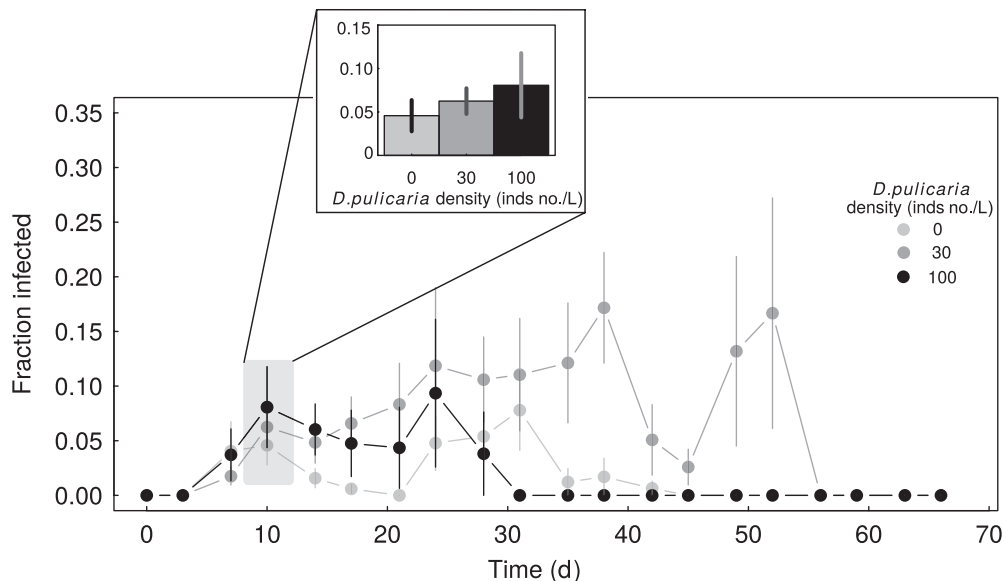 0.15
0.10
0.05
0
0 30 100
D.pulicaria density (inds no./L)
0.35
0.30
0.25
0.20
0.15
0.10
0.05
0.00
Fraction infected
D.pulicaria
density (inds no./L)
0
30
100
0 10 20 30 40 50 60 70
Time (d)